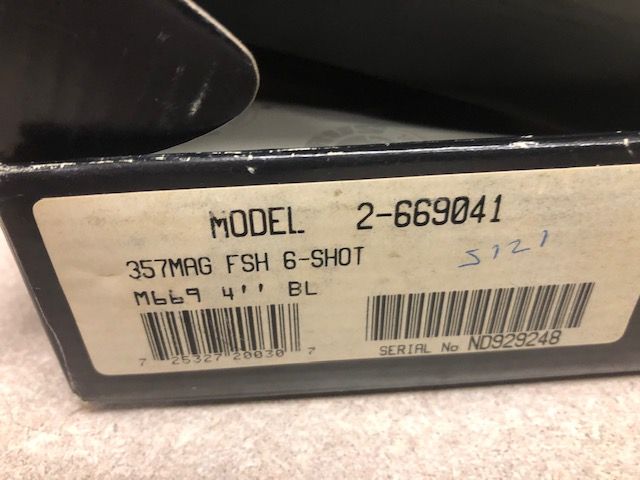 MODEL 2-669041
357MAG FSH 6-SHOT
5121
M669 4'' BL
7 25327 20030 7
SERIAL No ND929248